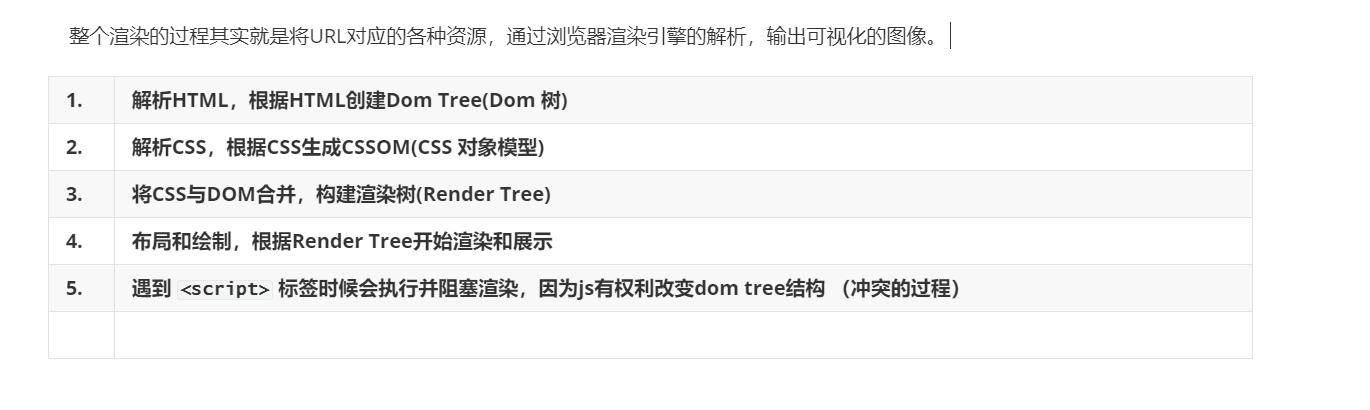 整个渲染的过程其实就是将URL对应的各种资源，通过浏览器渲染引擎的解析，输出可视化的图像。
1. 解析HTML，根据HTML创建Dom Tree(Dom 树)
2. 解析CSS，根据CSS生成CSSOM(CSS 对象模型)
3. 将CSS与DOM合并，构建渲染树(Render Tree)
4. 布局和绘制，根据Render Tree开始渲染和展示
5. 遇到 <script> 标签时候会执行并阻塞渲染，因为js有权利改变dom tree结构 （冲突的过程）